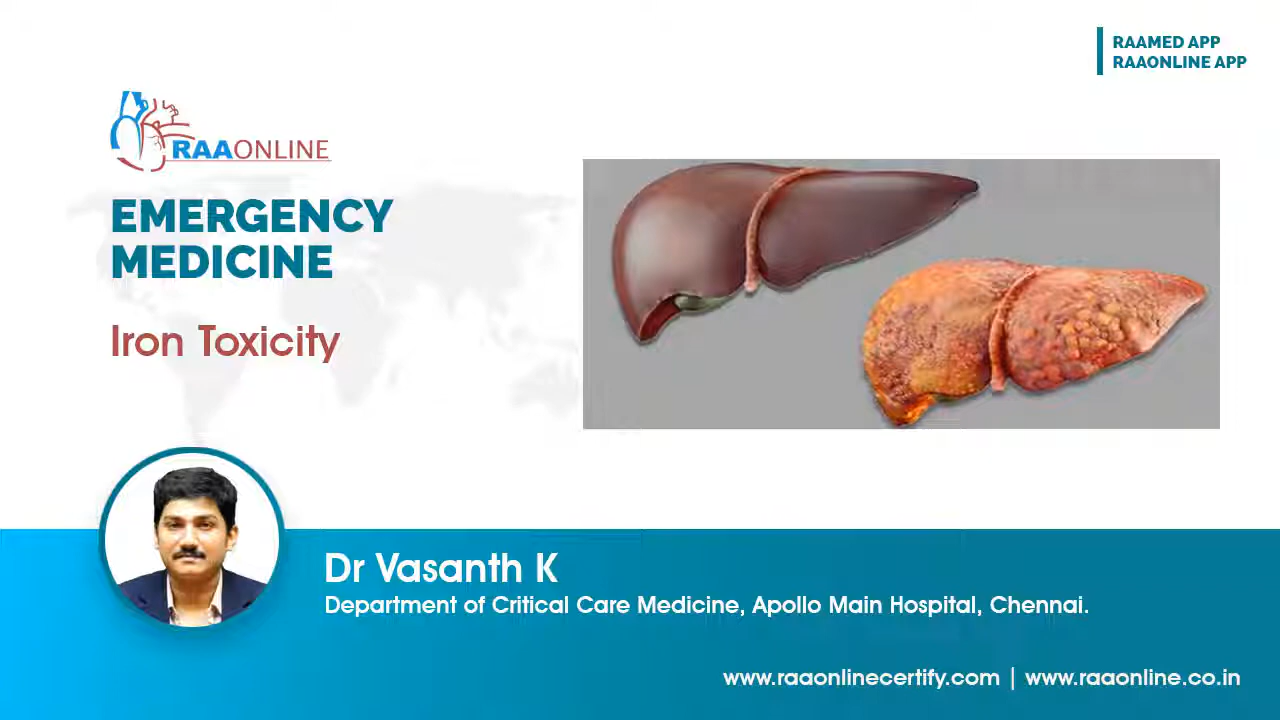 RAAMED APP
RAAONLINE APP
RAAONLINE
EMERGENCY
MEDICINE
Iron Toxicity
Dr Vasanth K
Department of Critical Care Medicine, Apollo Main Hospital, Chennai.
www.raaonlinecertify.com | www.raaonline.co.in